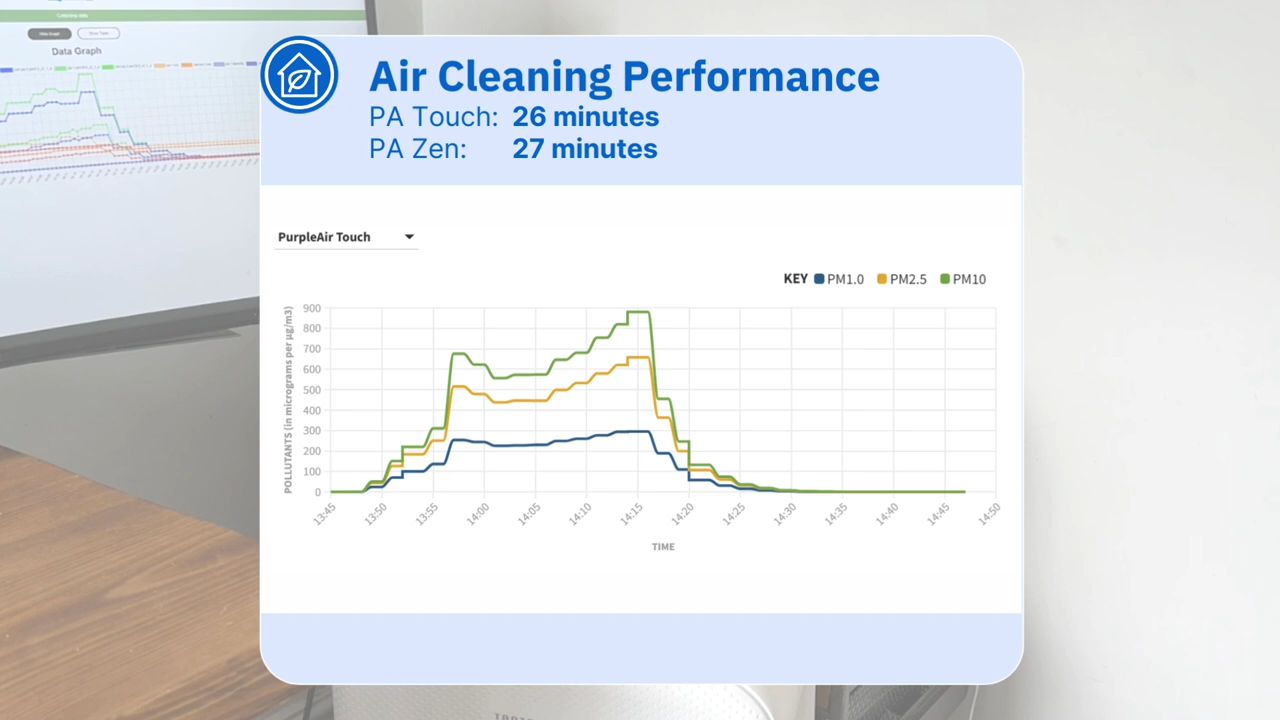 Data Graph
Air Cleaning Performance
PA Touch: 26 minutes
PA Zen: 27 minutes
PurpleAir Touch
KEY PM1.0 PM2.5 PM10
POLLUTANTS (in micrograms per µg/m3)
900
800
700
600
500
400
300
200
100
0
13:45 13:50 13:55 14:00 14:05 14:10 14:15 14:20 14:25 14:30 14:35 14:40 14:45 14:50
TIME